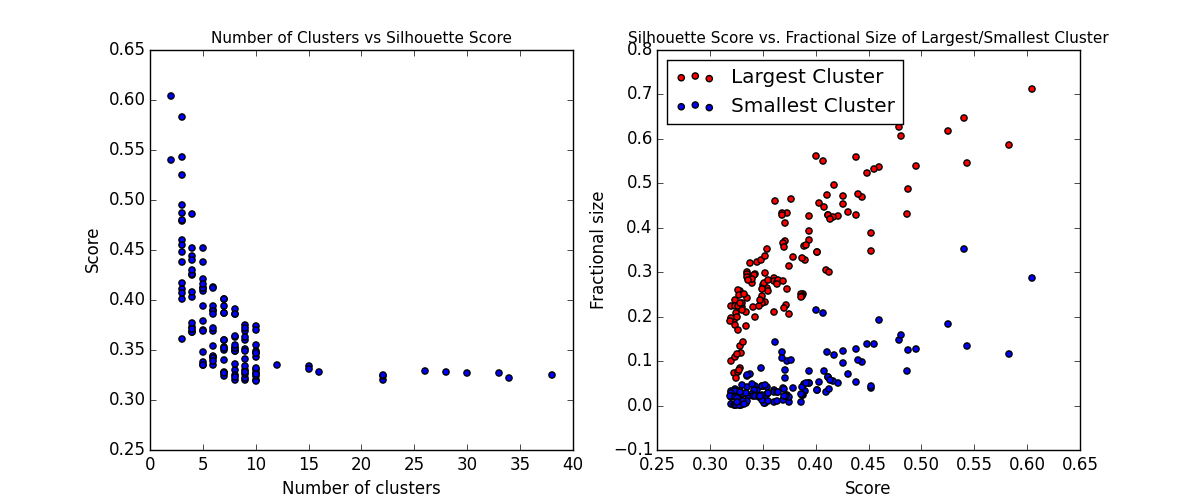 Number of Clusters vs Silhouette Score
0.65
0.60
0.55
0.50
0.45
0.40
0.35
0.30
0.25
Score
0 5 10 15 20 25 30 35 40
Number of clusters
Silhouette Score vs. Fractional Size of Largest/Smallest Cluster
0.8
0.7
0.6
0.5
0.4
0.3
0.2
0.1
0.0
−0.1
Fractional size
Largest Cluster
Smallest Cluster
0.25 0.30 0.35 0.40 0.45 0.50 0.55 0.60 0.65
Score